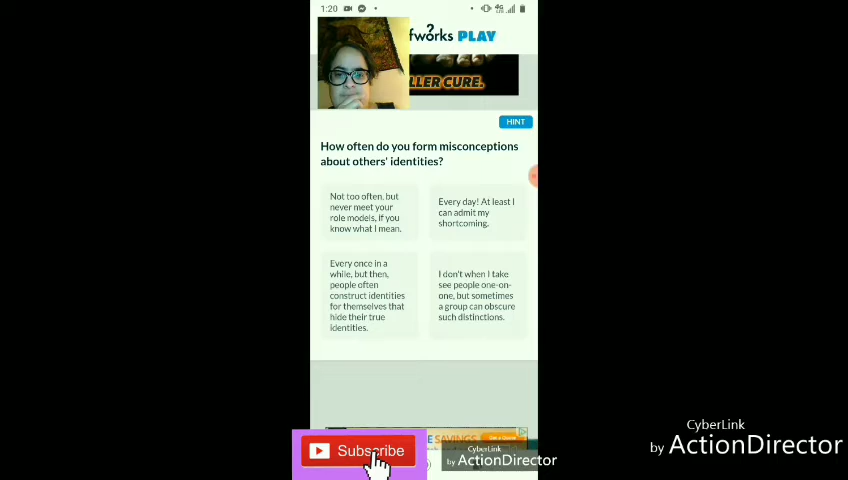 1:20
4G
fworks PLAY
LLER CURE.
HINT
How often do you form misconceptions
about others' identities?
Not too often, but
never meet your
role models, if you
know what I mean.
Every day! At least I
can admit my
shortcoming.
Every once in a
while, but then,
people often
construct identities
for themselves that
hide their true
identities.
I don't when I take
see people one-on-
one, but sometimes
a group can obscure
such distinctions.
E SAVINGS
Subscribe
CyberLink
by ActionDirector
CyberLink
by ActionDirector